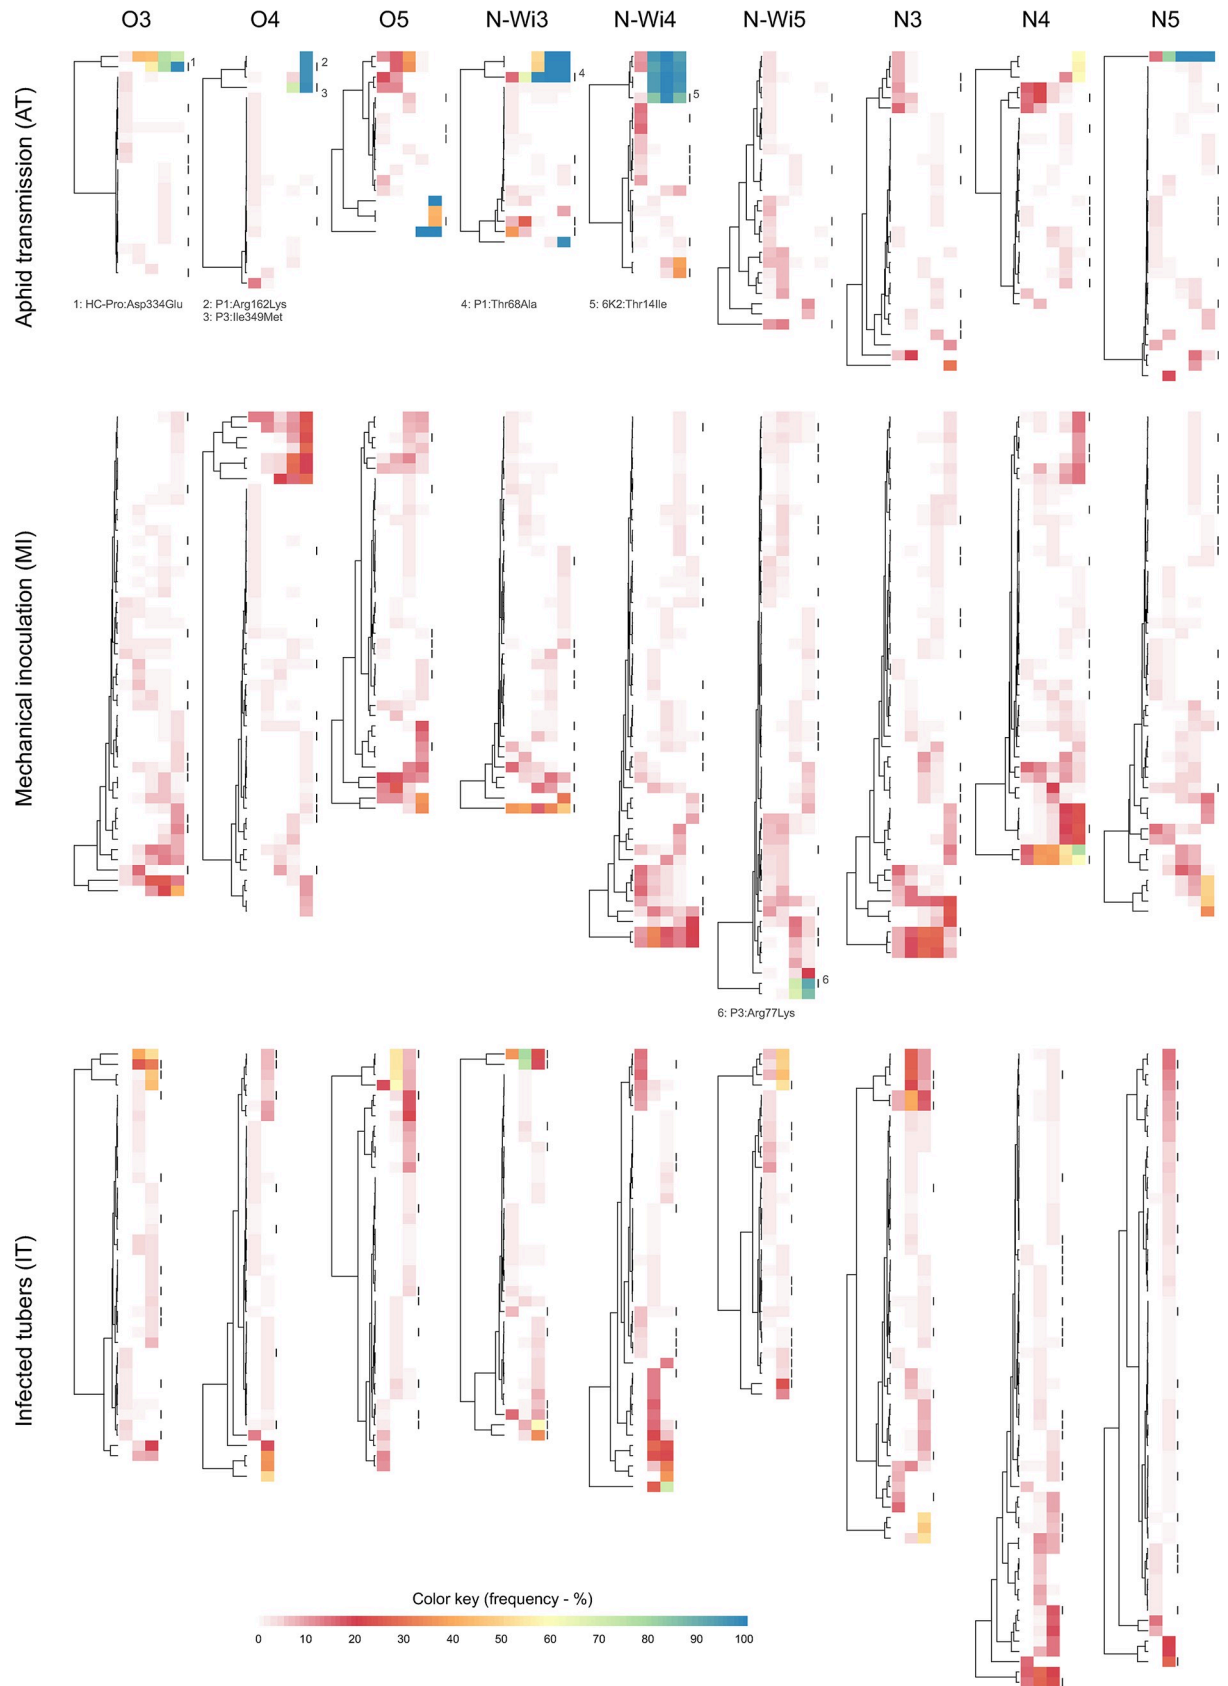 O3 O4 O5 N-Wi3 N-Wi4 N-Wi5 N3 N4 N5
Aphid transmission (AT)
1
2
3
4
5
1: HC-Pro:Asp334Glu
2: P1:Arg162Lys
3: P3:Ile349Met
4: P1:Thr68Ala
5: 6K2:Thr14Ile
Mechanical inoculation (MI)
6
6: P3:Arg77Lys
Infected tubers (IT)
Color key (frequency - %)
0 10 20 30 40 50 60 70 80 90 100